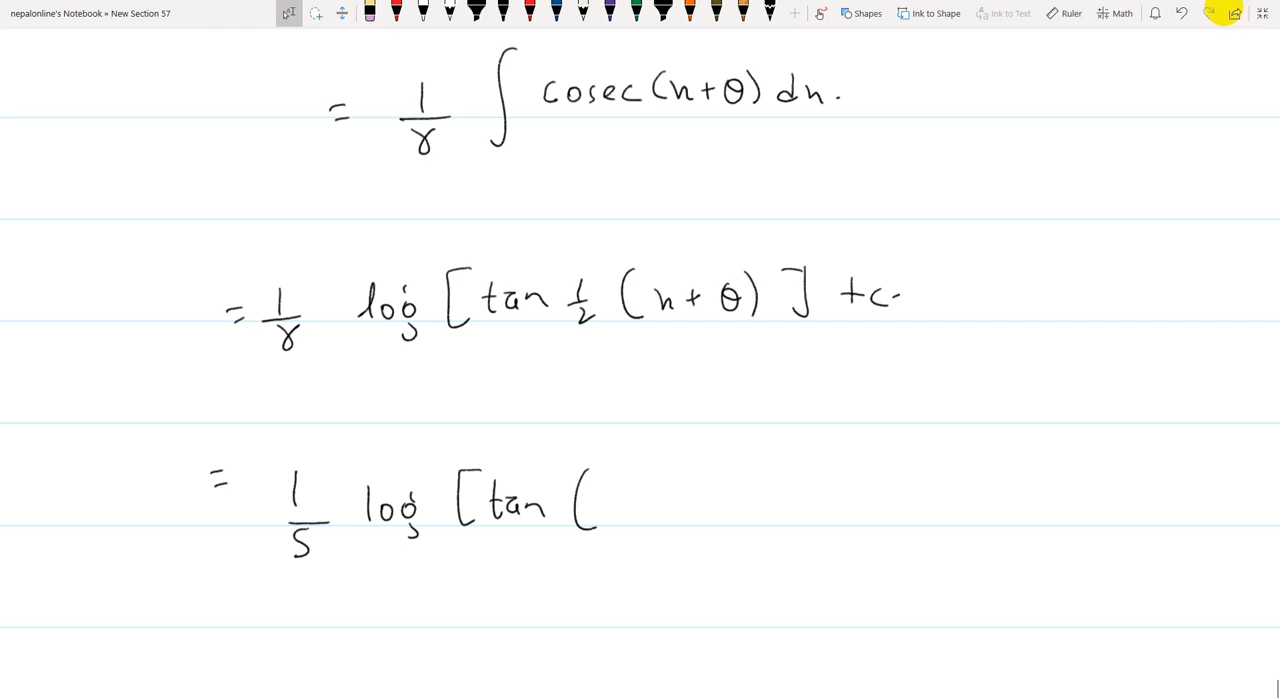 nepalonline's Notebook » New Section 57
Shapes Ink to Shape Ink to Text Ruler Math
= 1/r ∫ cosec(x+θ) dx.
= 1/r log [tan 1/2 (x+θ)] +c.
= 1/5 log [tan (